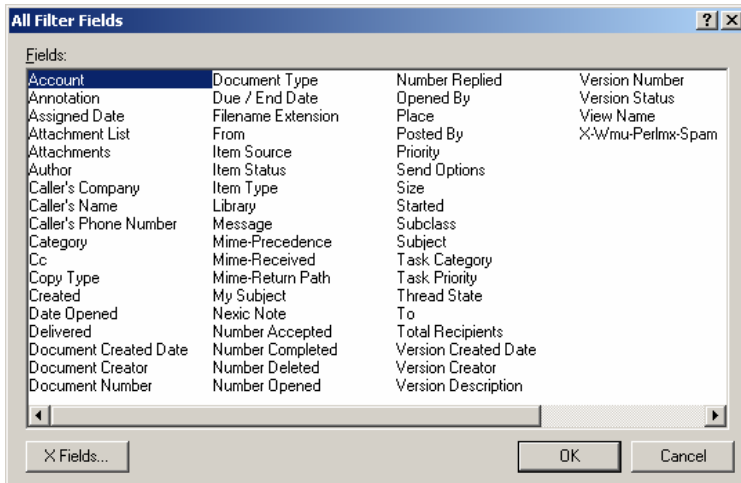 All Filter Fields
Fields:
Account
Annotation
Assigned Date
Attachment List
Attachments
Author
Caller's Company
Caller's Name
Caller's Phone Number
Category
Cc
Copy Type
Created
Date Opened
Delivered
Document Created Date
Document Creator
Document Number
Document Type
Due / End Date
Filename Extension
From
Item Source
Item Status
Item Type
Library
Message
Mime-Precedence
Mime-Received
Mime-Return Path
My Subject
Nexic Note
Number Accepted
Number Completed
Number Deleted
Number Opened
Number Replied
Opened By
Place
Posted By
Priority
Send Options
Size
Started
Subclass
Subject
Task Category
Task Priority
Thread State
To
Total Recipients
Version Created Date
Version Creator
Version Description
Version Number
Version Status
View Name
X-Wmu-Perlmx-Spam
X Fields...
OK
Cancel